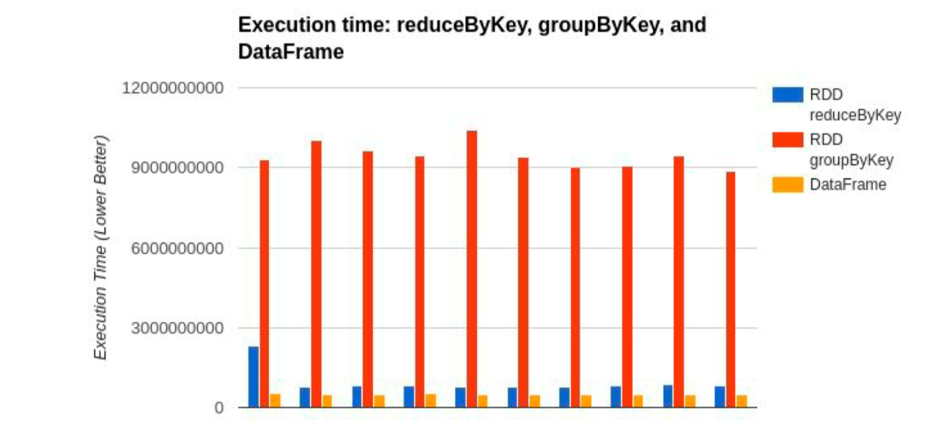 Execution time: reduceByKey, groupByKey, and
DataFrame
12000000000
9000000000
6000000000
3000000000
0
Execution Time (Lower Better)
RDD
reduceByKey
RDD
groupByKey
DataFrame